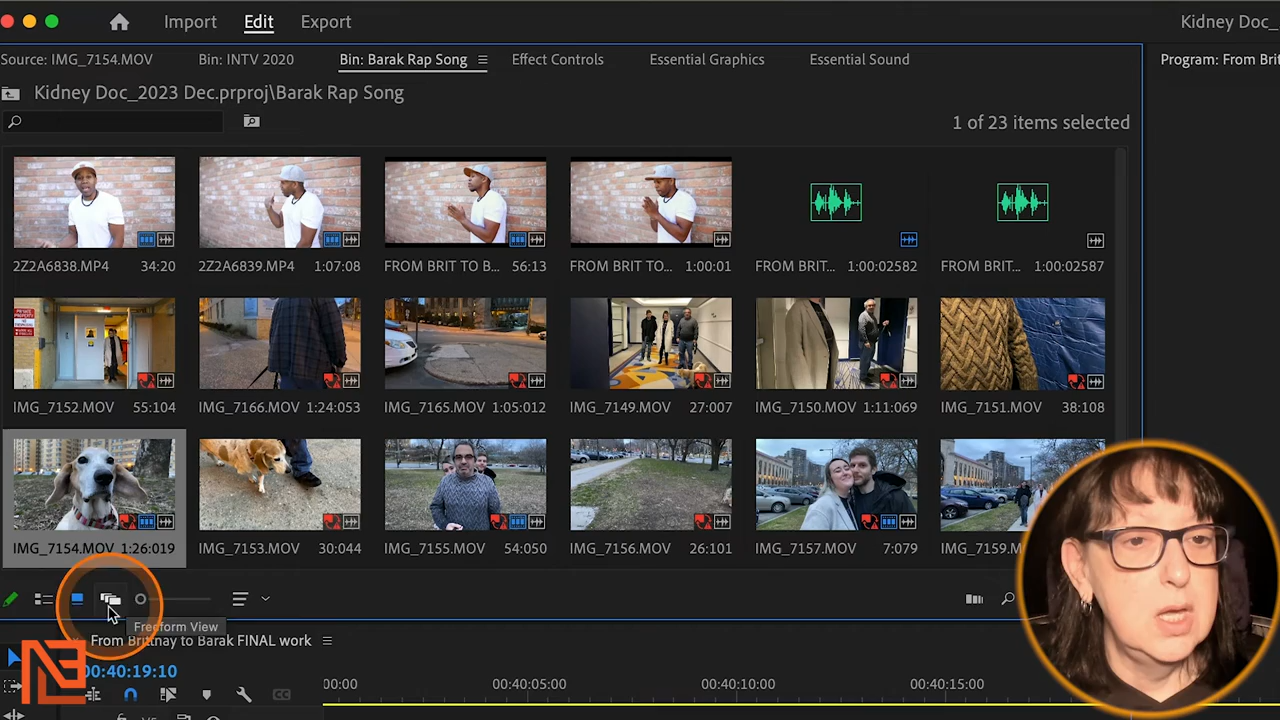 Import Edit Export Kidney Doc_
Source: IMG_7154.MOV Bin: INTV 2020 Bin: Barak Rap Song Effect Controls Essential Graphics Essential Sound Program: From Brit
Kidney Doc_2023 Dec.prproj\Barak Rap Song
1 of 23 items selected
2Z2A6838.MP4 34:20 2Z2A6839.MP4 1:07:08 FROM BRIT TO B... 56:13 FROM BRIT TO... 1:00:01 FROM BRIT... 1:00:02582 FROM BRIT... 1:00:02587
IMG_7152.MOV 55:104 IMG_7166.MOV 1:24:053 IMG_7165.MOV 1:05:012 IMG_7149.MOV 27:007 IMG_7150.MOV 1:11:069 IMG_7151.MOV 38:108
IMG_7154.MOV 1:26:019 IMG_7153.MOV 30:044 IMG_7155.MOV 54:050 IMG_7156.MOV 26:101 IMG_7157.MOV 7:079 IMG_7159.MOV
Freeform View
From Brittnay to Barak FINAL work
00:40:19:10
:00:00 00:40:05:00 00:40:10:00 00:40:15:00